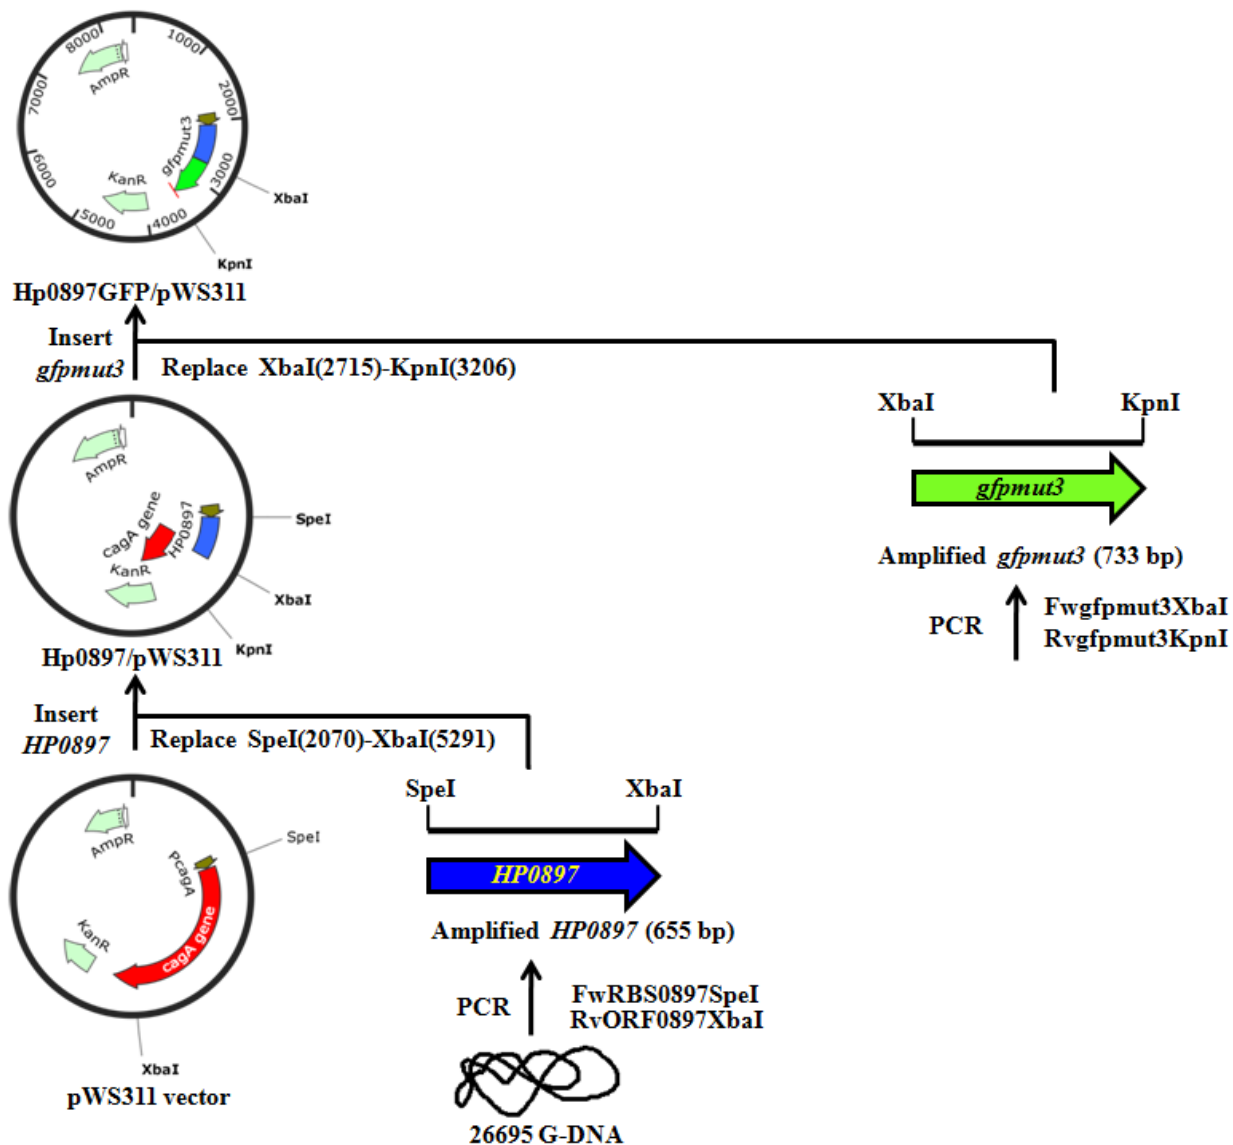 8000
1000
AmpR
7000
2000
gfpmut3
6000
KanR
3000
XbaI
5000
4000
KpnI
Hp0897GFP/pWS311
Insert
gfpmut3
Replace XbaI(2715)-KpnI(3206)
XbaI
KpnI
gfpmut3
Amplified gfpmut3 (733 bp)
PCR
Fwgfpmut3XbaI
Rvgfpmut3KpnI
AmpR
cagA gene
HP0897
SpeI
KanR
XbaI
KpnI
Hp0897/pWS311
Insert
HP0897
Replace SpeI(2070)-XbaI(5291)
SpeI
XbaI
HP0897
Amplified HP0897 (655 bp)
PCR
FwRBS0897SpeI
RvORF0897XbaI
26695 G-DNA
AmpR
SpeI
PcagA
KanR
cagA gene
XbaI
pWS311 vector